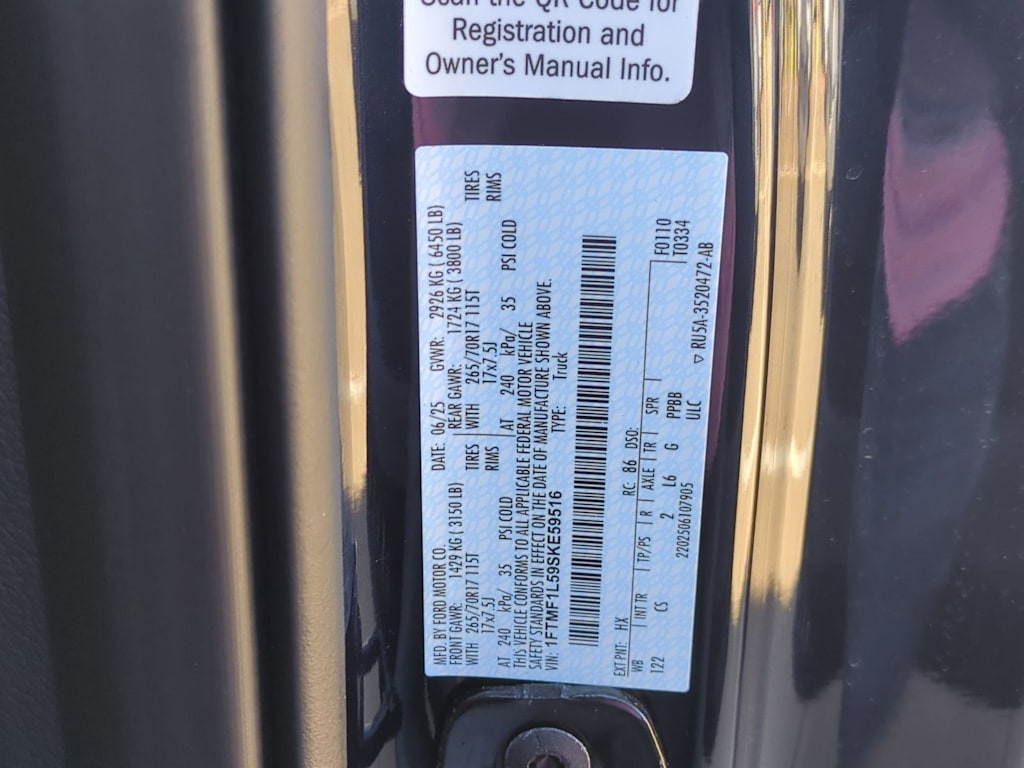 Scan the QR Code for
Registration and
Owner's Manual Info.
MFD. BY FORD MOTOR CO. DATE: 06/25 GVWR: 2926 KG ( 6450 LB)
FRONT GAWR: 1429 KG ( 3150 LB) REAR GAWR: 1724 KG ( 3800 LB)
WITH 265/70R17 115T TIRES WITH 265/70R17 115T TIRES
17x7.5J RIMS 17x7.5J RIMS
AT 240 kPa/ 35 PSI COLD AT 240 kPa/ 35 PSI COLD
THIS VEHICLE CONFORMS TO ALL APPLICABLE FEDERAL MOTOR VEHICLE
SAFETY STANDARDS IN EFFECT ON THE DATE OF MANUFACTURE SHOWN ABOVE.
VIN: 1FTMF1L59SKE59516 TYPE: Truck
EXT PNT: HX RC: 86 DSO: F0110
WB INT TR TP/PS R AXLE TR SPR T0334
122 CS 2 L6 G PPBB
ULC
2202506107905 ▽ RU5A-3520472-AB